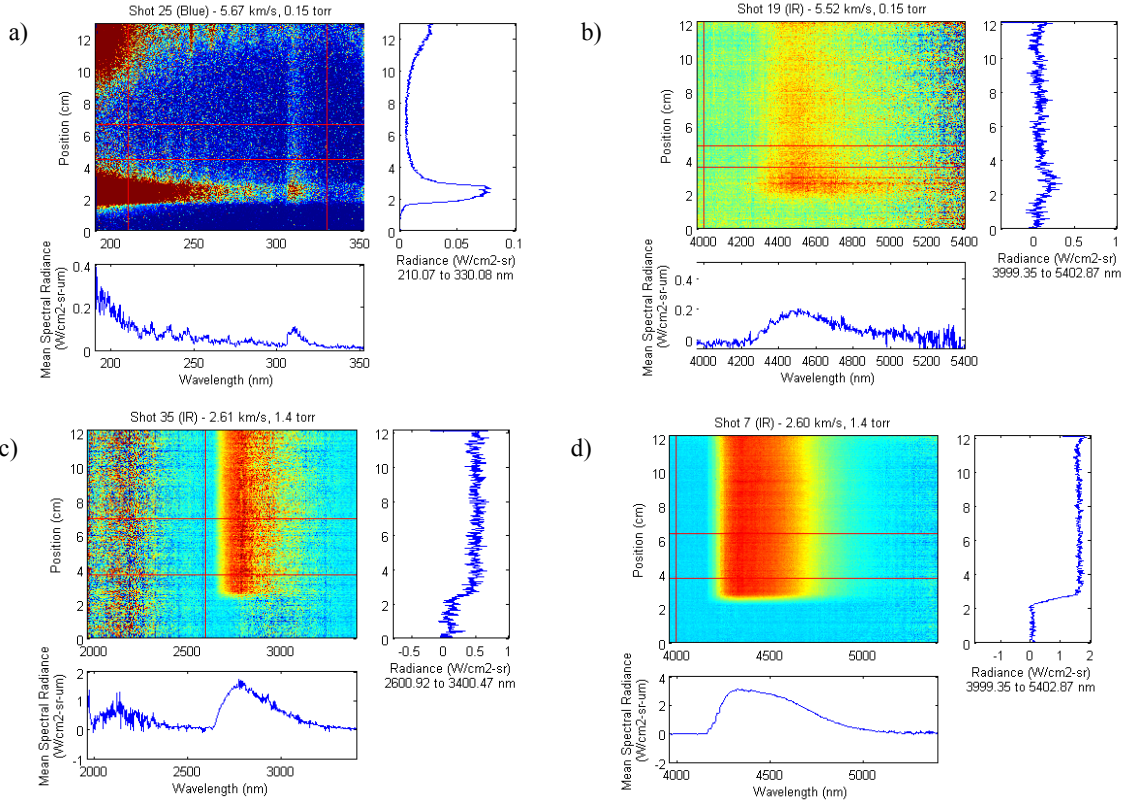 a)
Shot 25 (Blue) - 5.67 km/s, 0.15 torr
Position (cm)
12
10
8
6
4
2
0
200 250 300 350
0 0.05 0.1
Radiance (W/cm2-sr)
210.07 to 330.08 nm
Mean Spectral Radiance
(W/cm2-sr-um)
0.4
0.2
0
200 250 300 35
Wavelength (nm)
b)
Shot 19 (IR) - 5.52 km/s, 0.15 torr
Position (cm)
12
10
8
6
4
2
0
4000 4200 4400 4600 4800 5000 5200 5400
12
10
8
6
4
2
0
0 0.5 1
Radiance (W/cm2-sr)
3999.35 to 5402.87 nm
Mean Spectral Radiance
(W/cm2-sr-um)
0.4
0.2
0
4000 4200 4400 4600 4800 5000 5200 5400
Wavelength (nm)
c)
Shot 35 (IR) - 2.61 km/s, 1.4 torr
Position (cm)
12
10
8
6
4
2
0
2000 2500 3000
12
10
8
6
4
2
0
-0.5 0 0.5 1
Radiance (W/cm2-sr)
2600.92 to 3400.47 nm
Mean Spectral Radiance
(W/cm2-sr-um)
2
1
0
-1
2000 2500 3000
Wavelength (nm)
d)
Shot 7 (IR) - 2.60 km/s, 1.4 torr
Position (cm)
12
10
8
6
4
2
0
4000 4500 5000
12
10
8
6
4
2
0
-1 0 1 2
Radiance (W/cm2-sr)
3999.35 to 5402.87 nm
Mean Spectral Radiance
(W/cm2-sr-um)
4
2
0
-2
4000 4500 5000
Wavelength (nm)